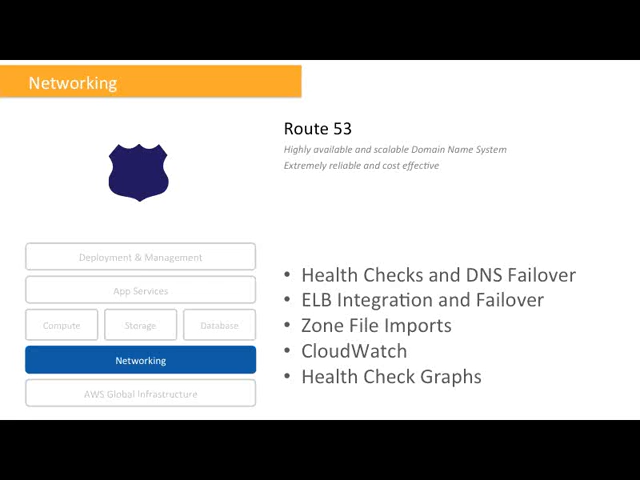 Networking
Route 53
Highly available and scalable Domain Name System
Extremely reliable and cost effective
Deployment & Management
App Services
Compute
Storage
Database
Networking
AWS Global Infrastructure
• Health Checks and DNS Failover
• ELB Integration and Failover
• Zone File Imports
• CloudWatch
• Health Check Graphs